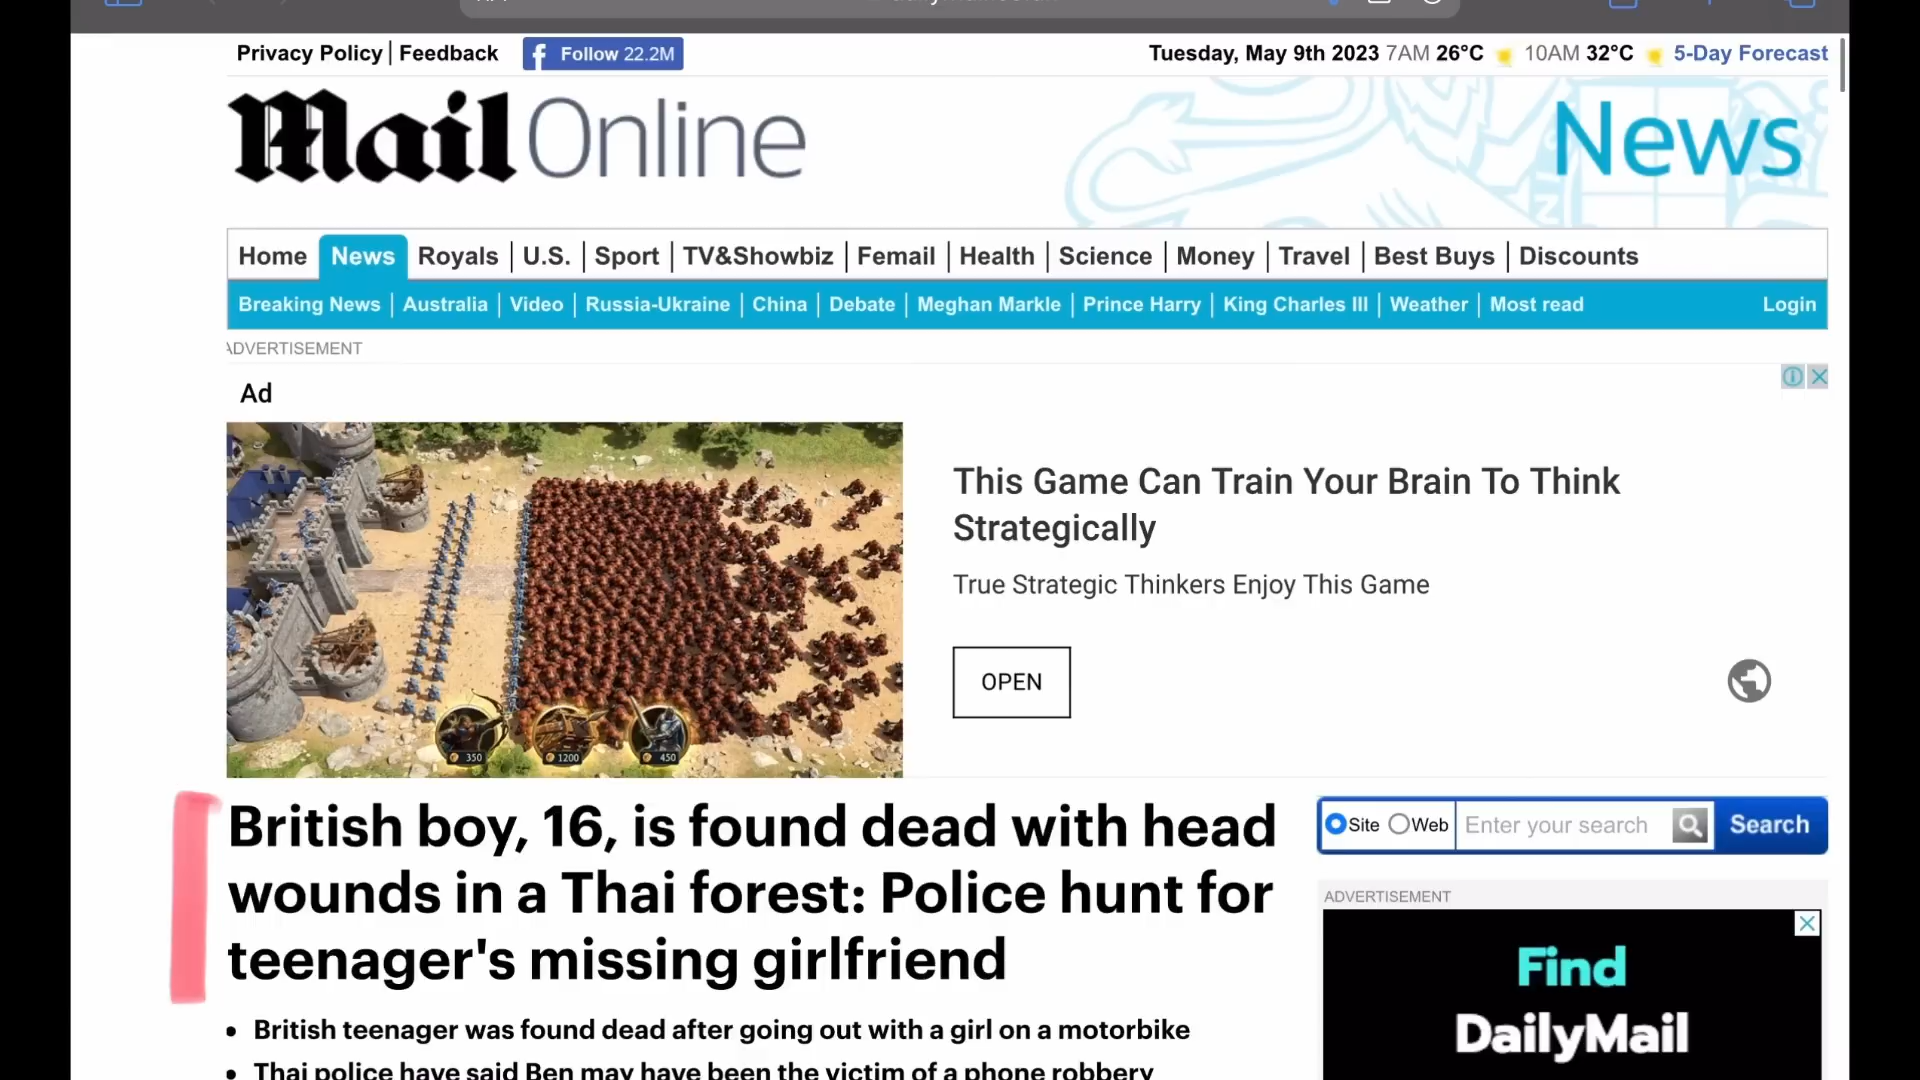 Privacy Policy | Feedback
Follow 22.2M
Tuesday, May 9th 2023 7AM 26°C 10AM 32°C 5-Day Forecast
Mail Online
News
Home News Royals U.S. Sport TV&Showbiz Femail Health Science Money Travel Best Buys Discounts
Breaking News Australia Video Russia-Ukraine China Debate Meghan Markle Prince Harry King Charles III Weather Most read Login
ADVERTISEMENT
Ad
This Game Can Train Your Brain To Think
Strategically
True Strategic Thinkers Enjoy This Game
OPEN
350 1200 450
British boy, 16, is found dead with head
wounds in a Thai forest: Police hunt for
teenager's missing girlfriend
Site Web Enter your search Search
ADVERTISEMENT
Find
DailyMail
• British teenager was found dead after going out with a girl on a motorbike
• Thai police have said Ben may have been the victim of a phone robbery